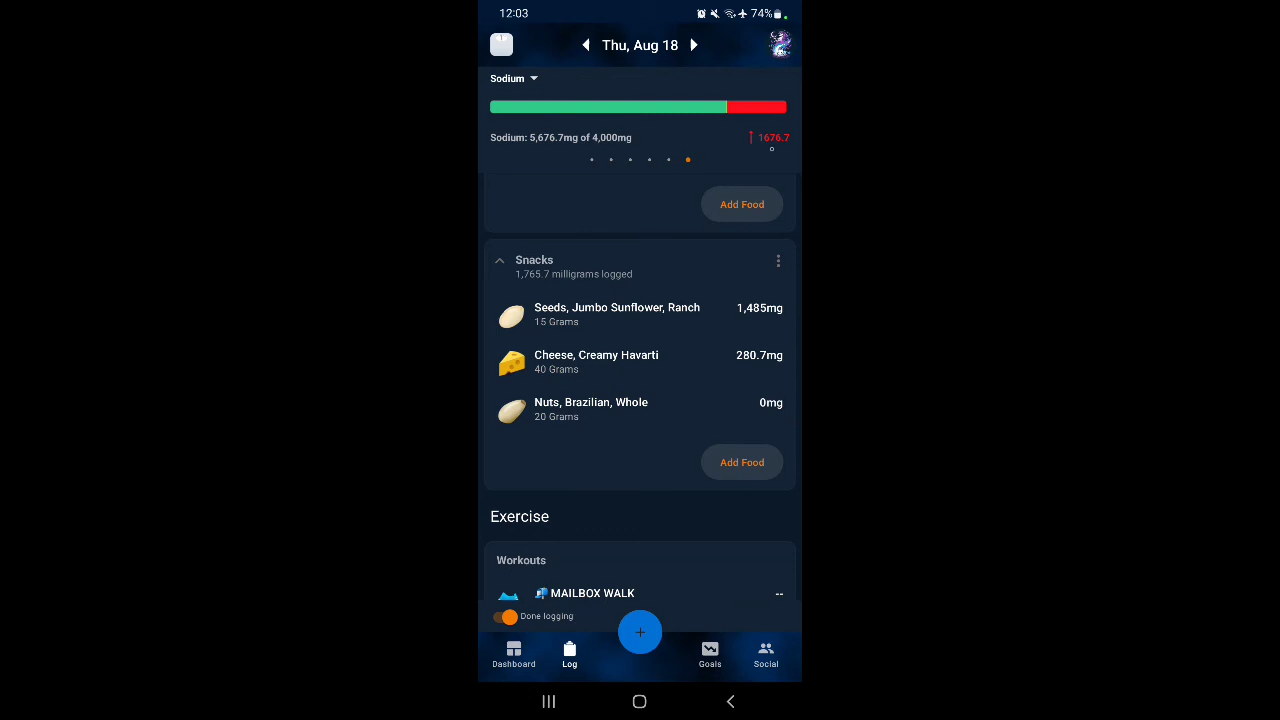 12:03
74%
Thu, Aug 18
Sodium
Sodium: 5,676.7mg of 4,000mg
1676.7
Add Food
Snacks
1,765.7 milligrams logged
Seeds, Jumbo Sunflower, Ranch
1,485mg
15 Grams
Cheese, Creamy Havarti
280.7mg
40 Grams
Nuts, Brazilian, Whole
0mg
20 Grams
Add Food
Exercise
Workouts
MAILBOX WALK
--
Done logging
+
Dashboard
Log
Goals
Social